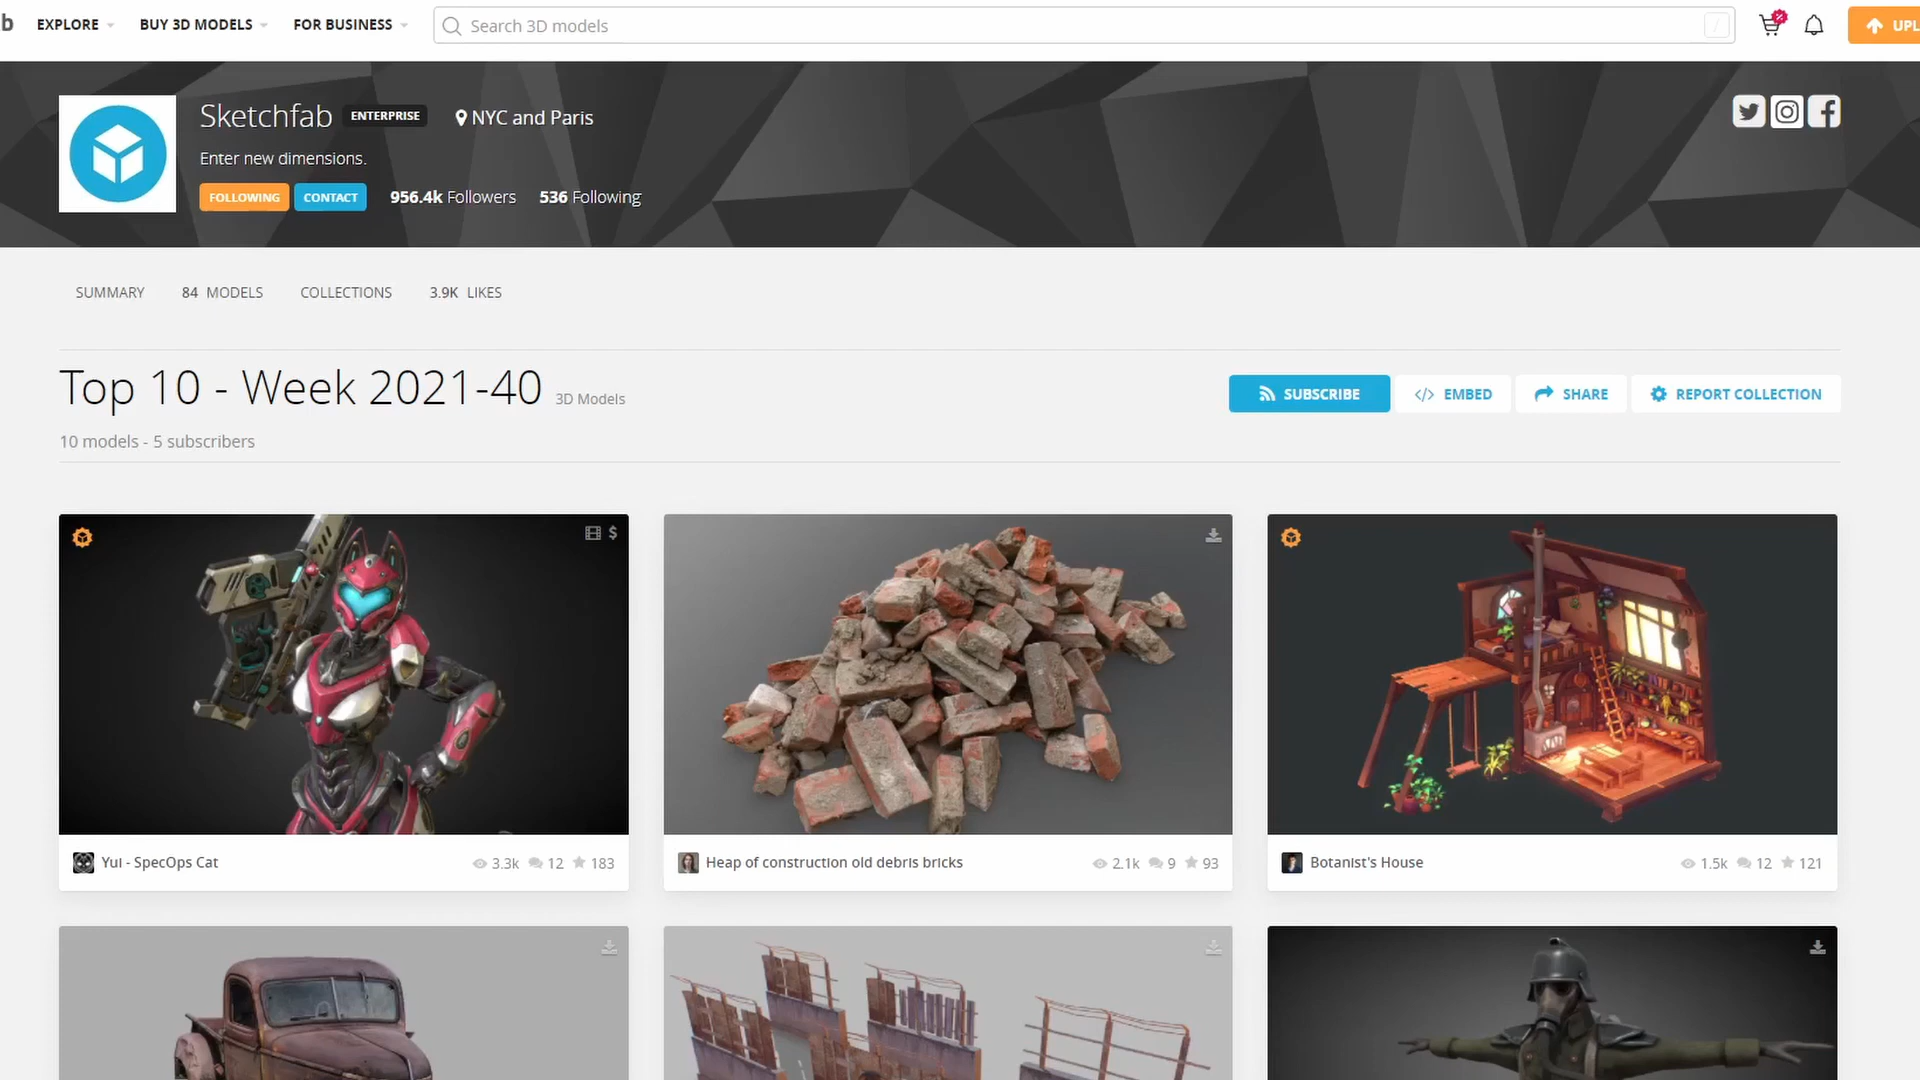 b EXPLORE BUY 3D MODELS FOR BUSINESS Search 3D models / UPL
Sketchfab ENTERPRISE NYC and Paris
Enter new dimensions.
FOLLOWING CONTACT 956.4k Followers 536 Following
SUMMARY 84 MODELS COLLECTIONS 3.9K LIKES
Top 10 - Week 2021-40 3D Models
SUBSCRIBE </> EMBED SHARE REPORT COLLECTION
10 models - 5 subscribers
$
Yui - SpecOps Cat 3.3k 12 183
Heap of construction old debris bricks 2.1k 9 93
Botanist's House 1.5k 12 121